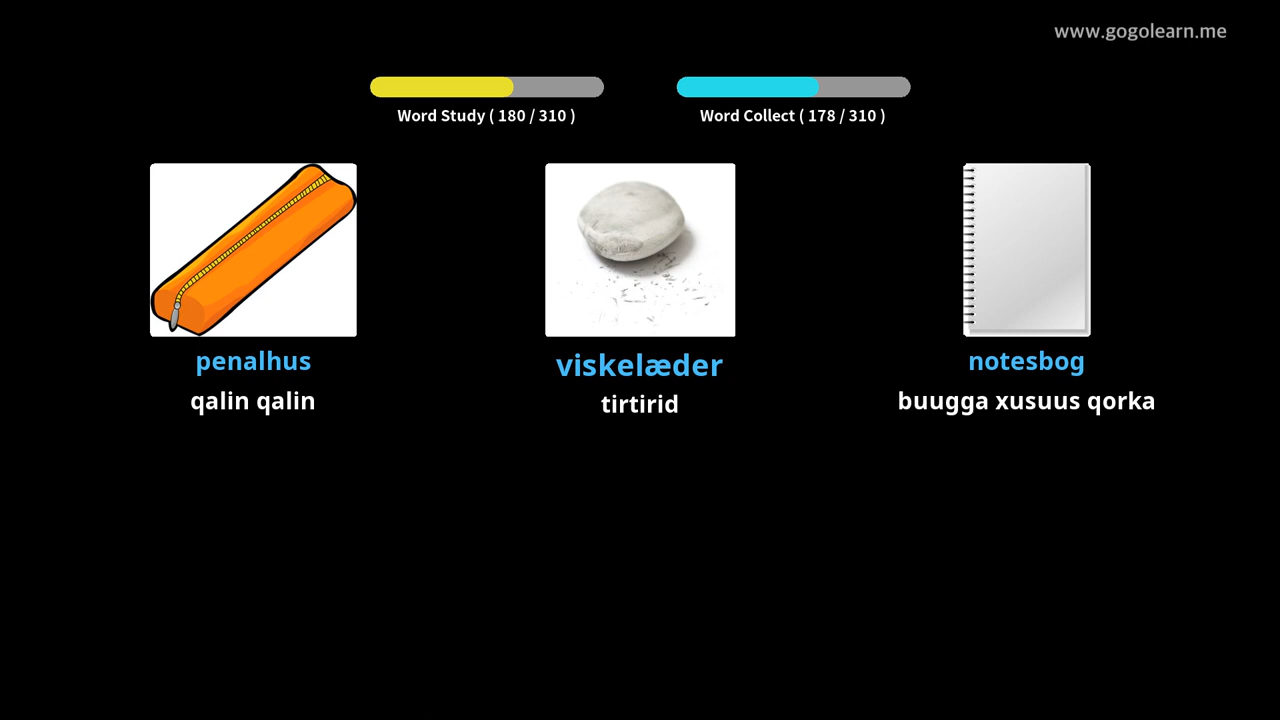 www.gogolearn.me
Word Study ( 180 / 310 )
Word Collect ( 178 / 310 )
penalhus
qalin qalin
viskelæder
tirtirid
notesbog
buugga xusuus qorka